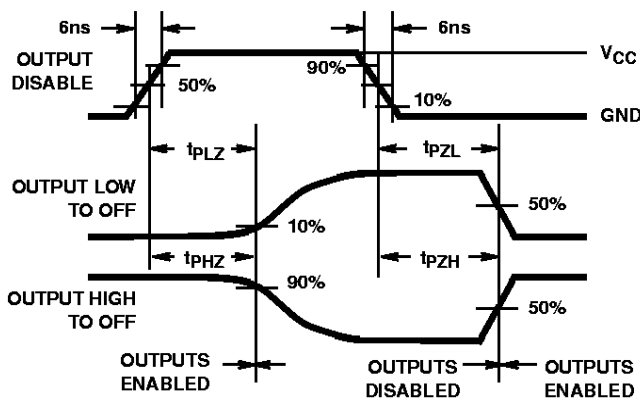 6ns
6ns
OUTPUT
DISABLE
90%
50%
10%
VCC
GND
tPLZ
tPZL
OUTPUT LOW
TO OFF
10%
50%
tPHZ
tPZH
90%
OUTPUT HIGH
TO OFF
50%
OUTPUTS
ENABLED
OUTPUTS
DISABLED
OUTPUTS
ENABLED